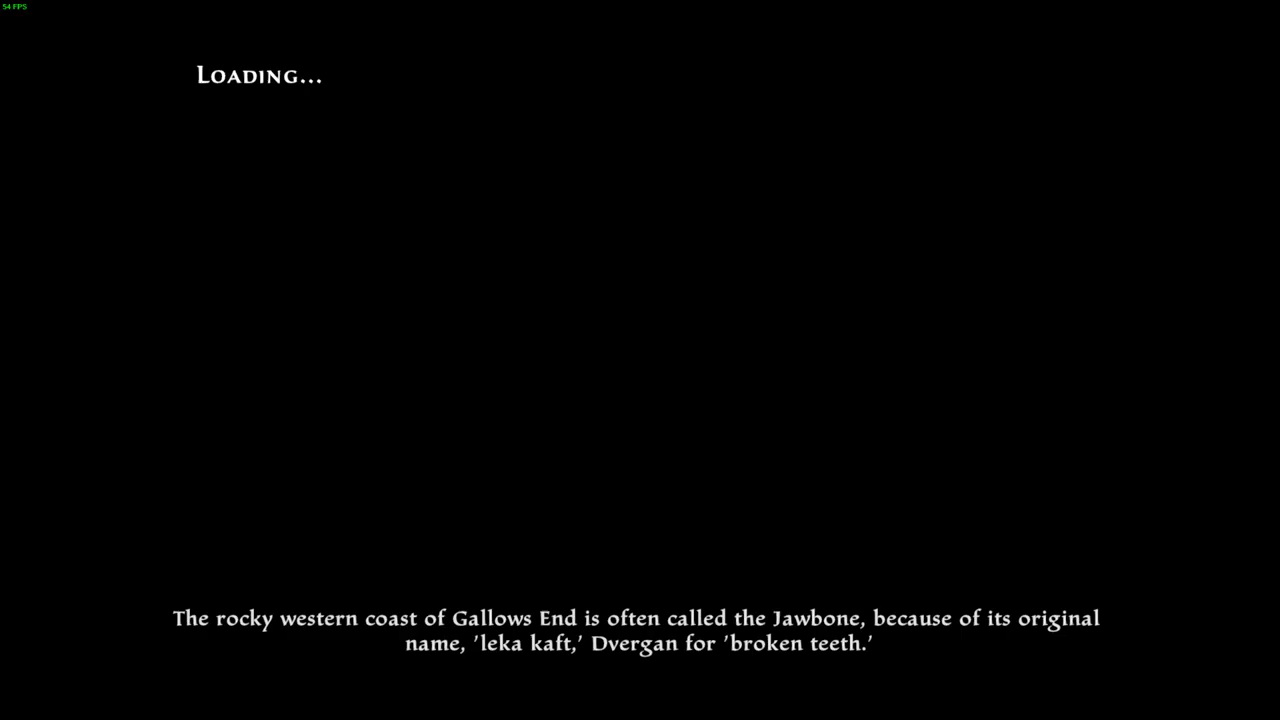 54 FPS
Loading...
The rocky western coast of Gallows End is often called the Jawbone, because of its original
name, 'leka kaft,' Dvergan for 'broken teeth.'